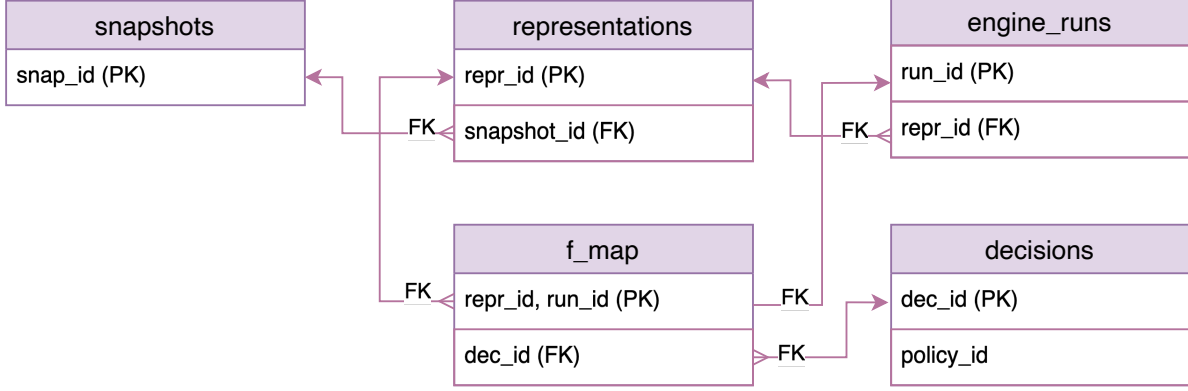 snapshots
snap_id (PK)
representations
repr_id (PK)
snapshot_id (FK)
engine_runs
run_id (PK)
repr_id (FK)
FK
FK
f_map
repr_id, run_id (PK)
dec_id (FK)
decisions
dec_id (PK)
policy_id
FK
FK
FK